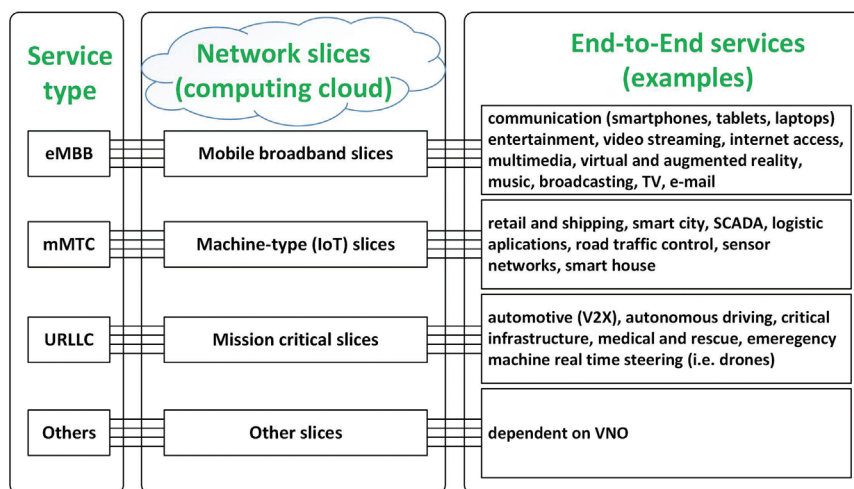 Service
type
Network slices
(computing cloud)
End-to-End services
(examples)
eMBB
Mobile broadband slices
communication (smartphones, tablets, laptops)
entertainment, video streaming, internet access,
multimedia, virtual and augmented reality,
music, broadcasting, TV, e-mail
mMTC
Machine-type (IoT) slices
retail and shipping, smart city, SCADA, logistic
aplications, road traffic control, sensor
networks, smart house
URLLC
Mission critical slices
automotive (V2X), autonomous driving, critical
infrastructure, medical and rescue, emeregency
machine real time steering (i.e. drones)
Others
Other slices
dependent on VNO